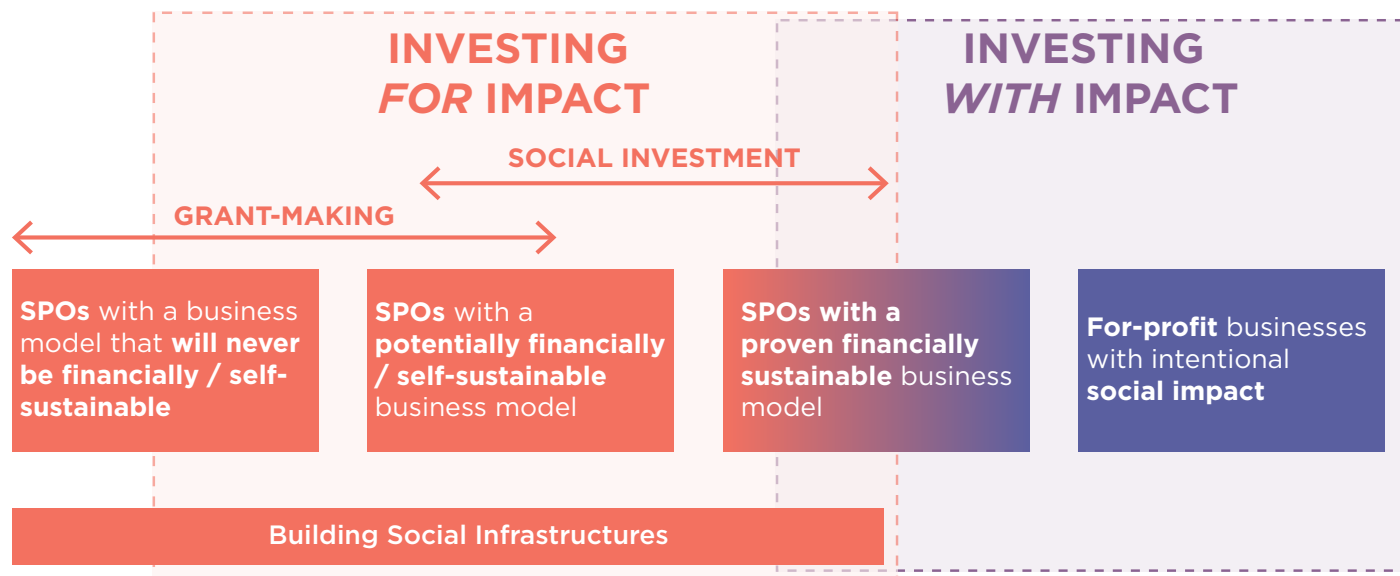 INVESTING
FOR IMPACT
INVESTING
WITH IMPACT
SOCIAL INVESTMENT
GRANT-MAKING
SPOs with a business
model that will never
be financially / self-
sustainable
SPOs with a
potentially financially
/ self-sustainable
business model
SPOs with a
proven financially
sustainable business
model
For-profit businesses
with intentional
social impact
Building Social Infrastructures